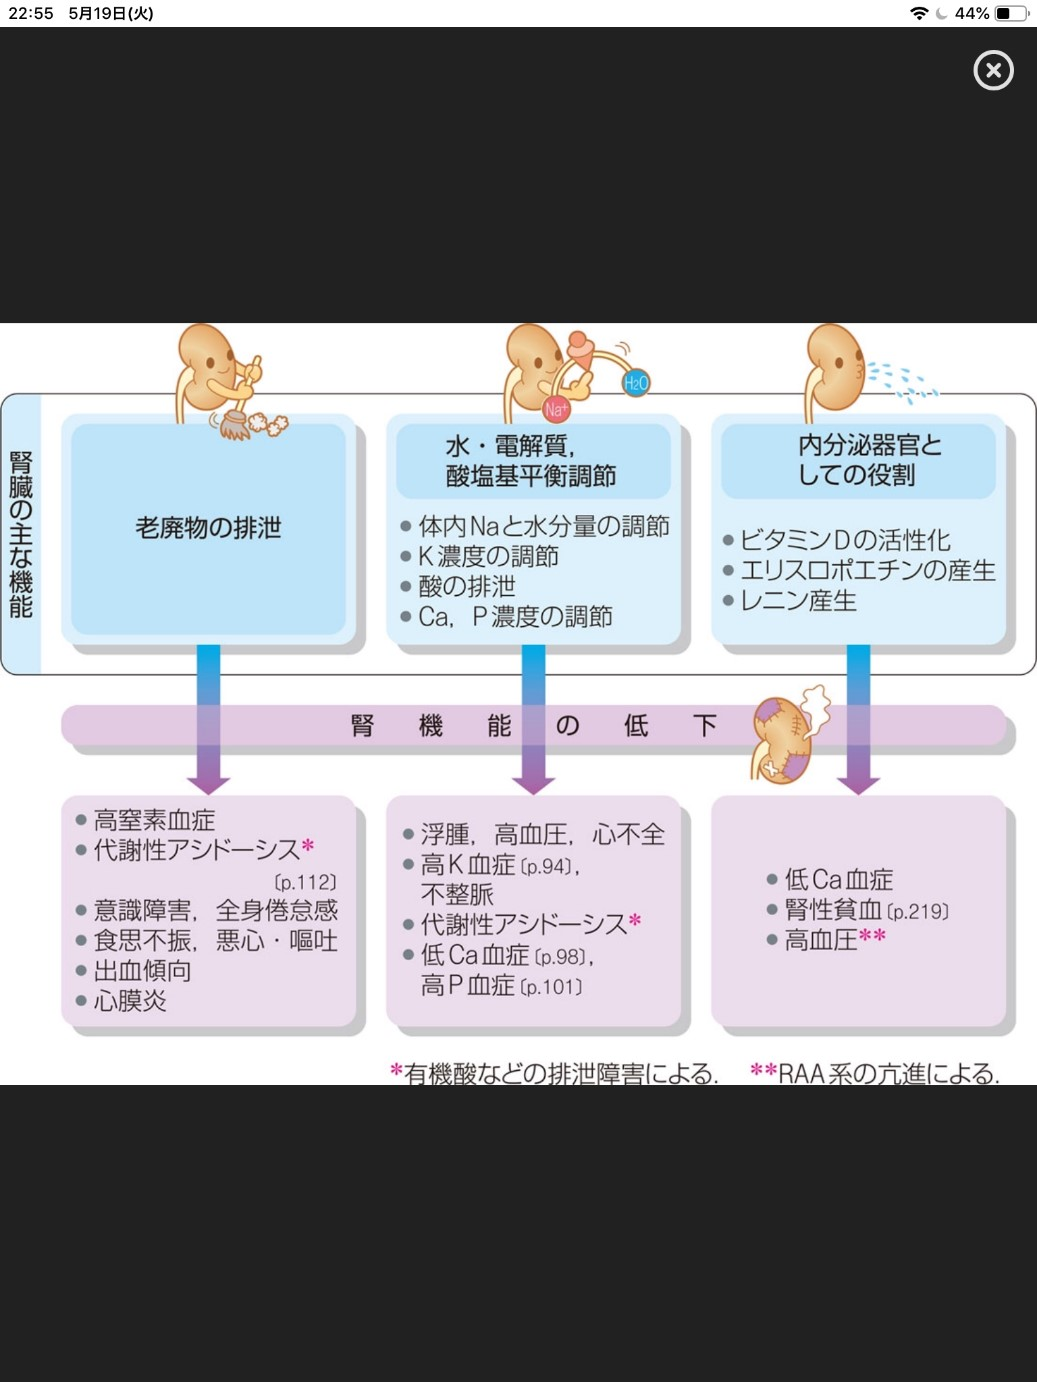 22:55 5月19日(火)
44%
H₂O
Na⁺
腎臓の主な機能
老廃物の排泄
水・電解質，
酸塩基平衡調節
● 体内Naと水分量の調節
● K濃度の調節
● 酸の排泄
● Ca，P濃度の調節
内分泌器官と
しての役割
● ビタミンDの活性化
● エリスロポエチンの産生
● レニン産生
腎機能の低下
● 高窒素血症
● 代謝性アシドーシス*
〔p.112〕
● 意識障害，全身倦怠感
● 食思不振，悪心・嘔吐
● 出血傾向
● 心膜炎
● 浮腫，高血圧，心不全
● 高K血症〔p.94〕，
不整脈
● 代謝性アシドーシス*
● 低Ca血症〔p.98〕，
高P血症〔p.101〕
● 低Ca血症
● 腎性貧血〔p.219〕
● 高血圧**
*有機酸などの排泄障害による．
**RAA系の亢進による．